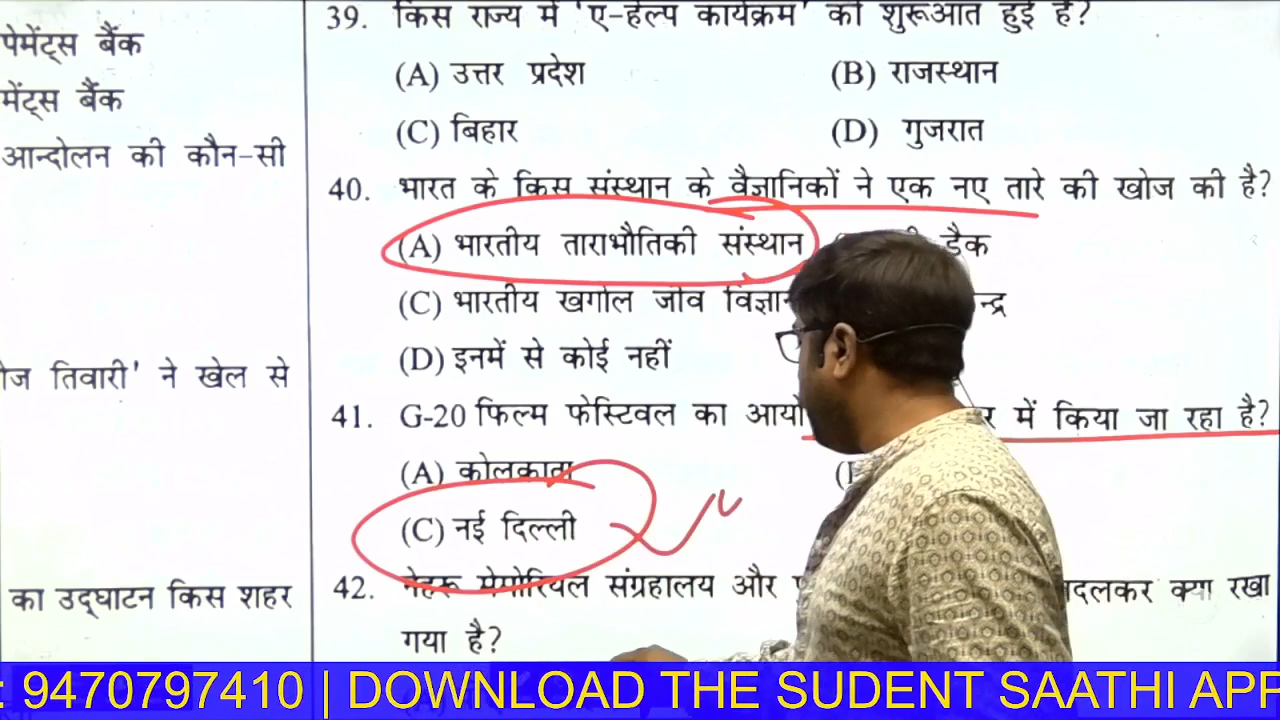 पेमेंट्स बैंक
मेंट्स बैंक
आन्दोलन की कौन-सी
तिवारी' ने खेल से
का उद्घाटन किस शहर
39. किस राज्य में 'ए-हेल्प कार्यक्रम' की शुरूआत हुई है?
(A) उत्तर प्रदेश
(B) राजस्थान
(C) बिहार
(D) गुजरात
40. भारत के किस संस्थान के वैज्ञानिकों ने एक नए तारे की खोज की है?
(A) भारतीय ताराभौतिकी संस्थान
डैक
(C) भारतीय खगोल जीव
(D) इनमें से कोई नहीं
41. G-20 फिल्म फेस्टिवल का में किया जा रहा है?
(A) कोलकाता
(C) नई दिल्ली
42. नेहरू मेमोरियल संग्रहालय और क्या रखा
गया है?
: 9470797410 | DOWNLOAD THE SUDENT SAATHI APP